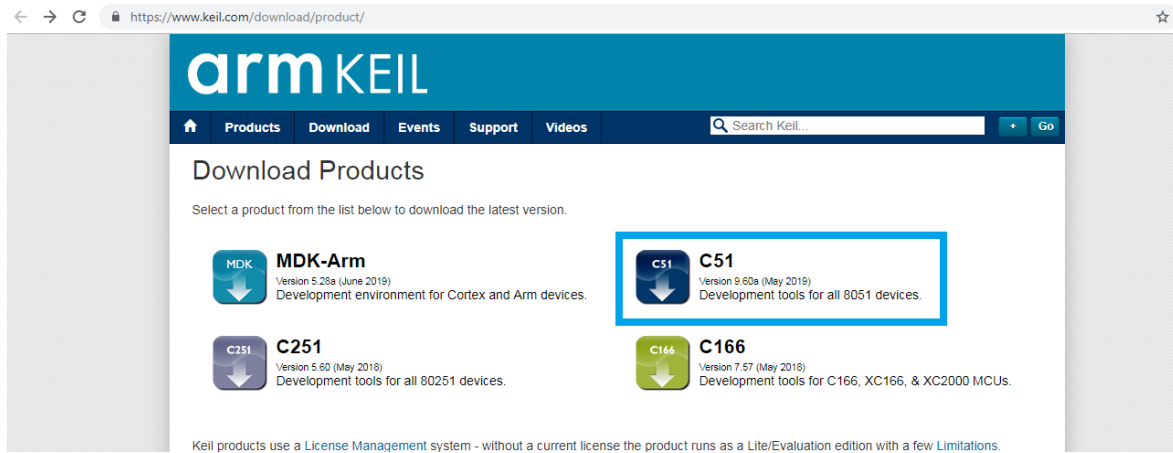 https://www.keil.com/download/product/
arm KEIL
Products Download Events Support Videos Search Keil... + Go
Download Products
Select a product from the list below to download the latest version.
MDK
MDK-Arm
Version 5.28a (June 2019)
Development environment for Cortex and Arm devices.
C51
C51
Version 9.60a (May 2019)
Development tools for all 8051 devices.
C251
C251
Version 5.60 (May 2018)
Development tools for all 80251 devices.
C166
C166
Version 7.57 (May 2018)
Development tools for C166, XC166, & XC2000 MCUs.
Keil products use a License Management system - without a current license the product runs as a Lite/Evaluation edition with a few Limitations.